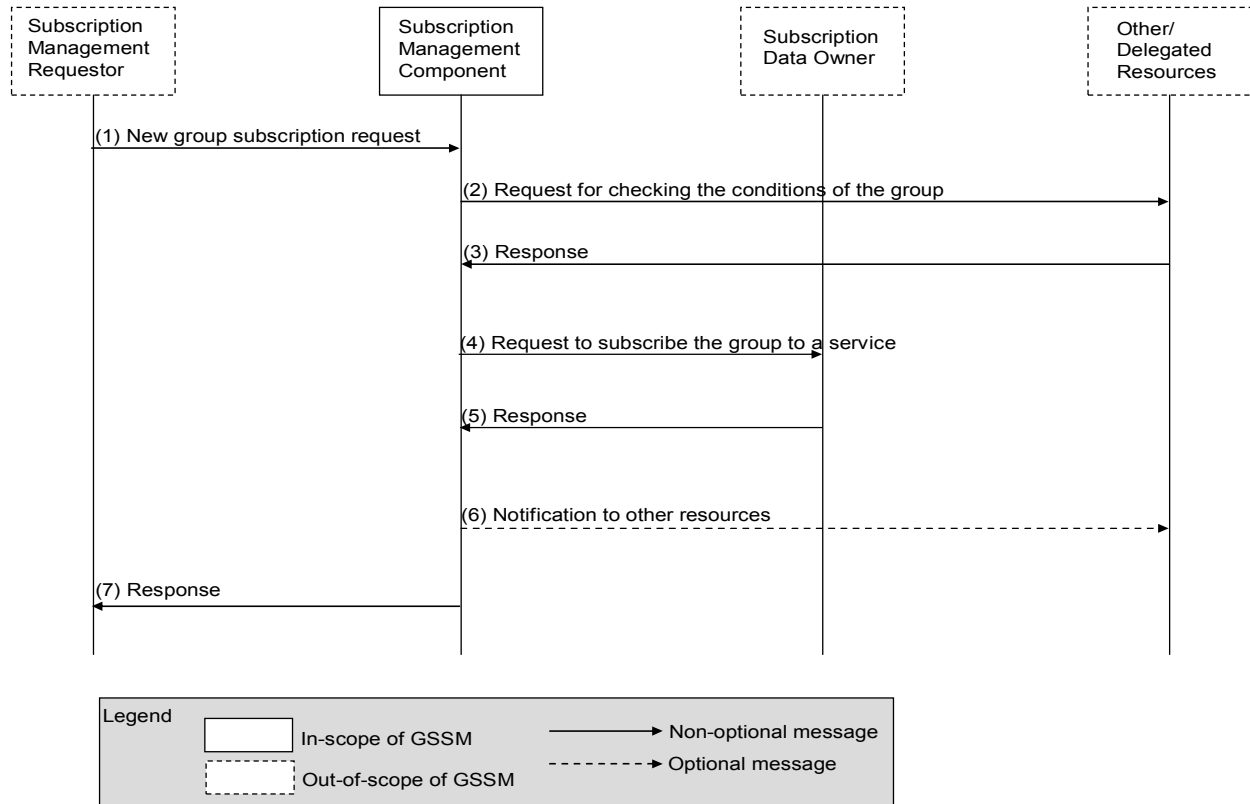 Subscription
Management
Requestor
Subscription
Management
Component
Subscription
Data Owner
Other/
Delegated
Resources
(1) New group subscription request
(2) Request for checking the conditions of the group
(3) Response
(4) Request to subscribe the group to a service
(5) Response
(6) Notification to other resources
(7) Response
Legend
In-scope of GSSM
Non-optional message
Out-of-scope of GSSM
Optional message